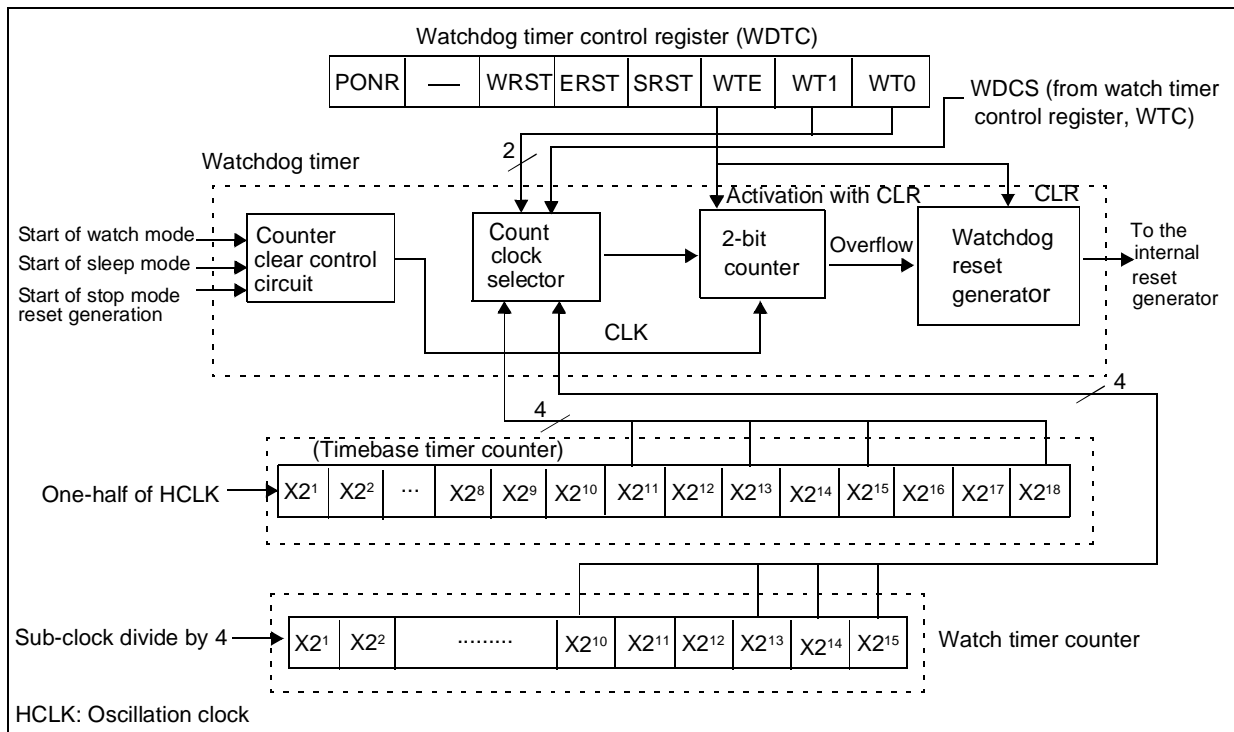 Watchdog timer control register (WDTC)
PONR — WRST ERST SRST WTE WT1 WT0
WDCS (from watch timer
control register, WTC)
2
Watchdog timer
Activation with CLR
CLR
Start of watch mode
Start of sleep mode
Start of stop mode
reset generation
Counter
clear control
circuit
Count
clock
selector
2-bit
counter
Overflow
Watchdog
reset
generator
To the
internal
reset
generator
CLK
4
4
(Timebase timer counter)
One-half of HCLK
X2¹ X2² ... X2⁸ X2⁹ X2¹⁰ X2¹¹ X2¹² X2¹³ X2¹⁴ X2¹⁵ X2¹⁶ X2¹⁷ X2¹⁸
Sub-clock divide by 4
X2¹ X2² ......... X2¹⁰ X2¹¹ X2¹² X2¹³ X2¹⁴ X2¹⁵
Watch timer counter
HCLK: Oscillation clock